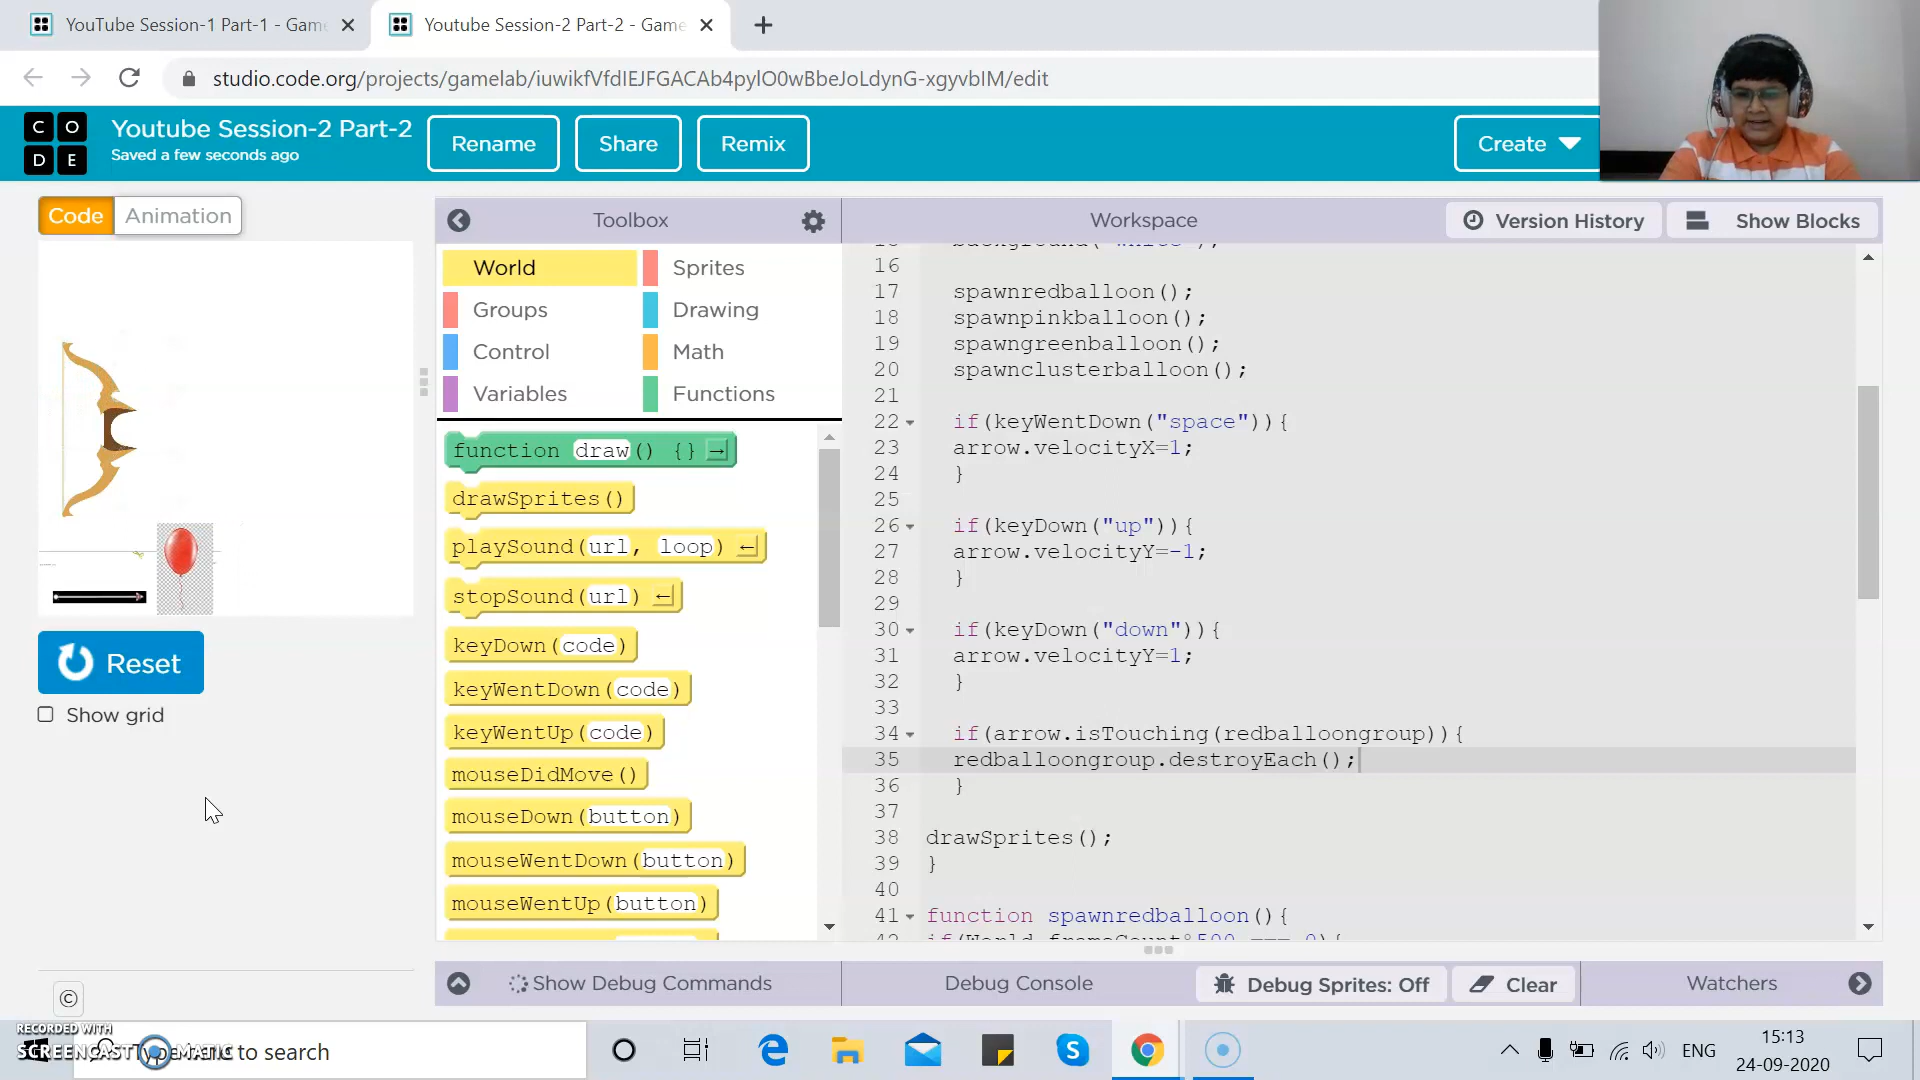 YouTube Session-1 Part-1 - Game
Youtube Session-2 Part-2 - Game
studio.code.org/projects/gamelab/iuwikfVfdIEJFGACAb4pylO0wBbeJoLdynG-xgyvbIM/edit
C O D E
Youtube Session-2 Part-2
Saved a few seconds ago
Rename
Share
Remix
Create
Code
Animation
Toolbox
Workspace
Version History
Show Blocks
World
Sprites
Groups
Drawing
Control
Math
Variables
Functions
function draw() {}
drawSprites()
playSound(url, loop)
stopSound(url)
keyDown(code)
keyWentDown(code)
keyWentUp(code)
mouseDidMove()
mouseDown(button)
mouseWentDown(button)
mouseWentUp(button)
16
17 spawnredballoon();
18 spawnpinkballoon();
19 spawngreenballoon();
20 spawnclusterballoon();
21
22 if(keyWentDown("space")){
23 arrow.velocityX=1;
24 }
25
26 if(keyDown("up")){
27 arrow.velocityY=-1;
28 }
29
30 if(keyDown("down")){
31 arrow.velocityY=1;
32 }
33
34 if(arrow.isTouching(redballoongroup)){
35 redballoongroup.destroyEach();
36 }
37
38 drawSprites();
39 }
40
41 function spawnredballoon(){
Reset
Show grid
©
Show Debug Commands
Debug Console
Debug Sprites: Off
Clear
Watchers
RECORDED WITH
SCREENCAST MATIC
to search
ENG
15:13
24-09-2020